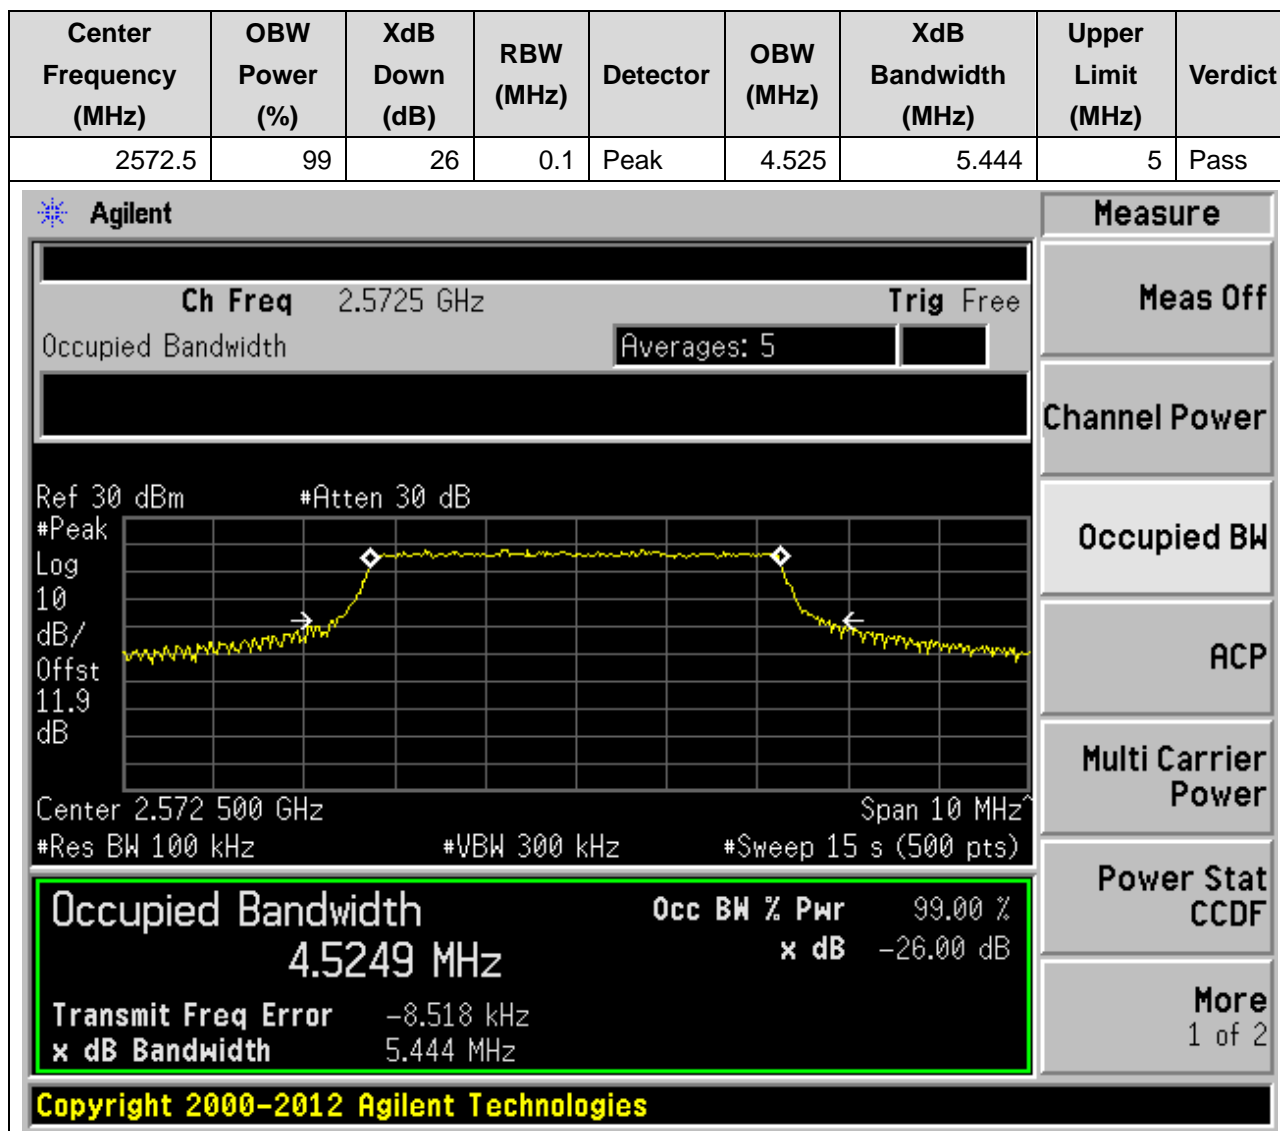 Center Frequency (MHz) OBW Power (%) XdB Down (dB) RBW (MHz) Detector OBW (MHz) XdB Bandwidth (MHz) Upper Limit (MHz) Verdict
2572.5 99 26 0.1 Peak 4.525 5.444 5 Pass
Agilent
Measure
Ch Freq 2.5725 GHz Trig Free
Meas Off
Occupied Bandwidth Averages: 5
Channel Power
Ref 30 dBm #Atten 30 dB
#Peak
Log
10
dB/
Offst
11.9
dB
Occupied BW
ACP
Multi Carrier
Power
Center 2.572 500 GHz Span 10 MHz^
#Res BW 100 kHz #VBW 300 kHz #Sweep 15 s (500 pts)
Power Stat
CCDF
Occupied Bandwidth Occ BW % Pwr 99.00 %
4.5249 MHz x dB -26.00 dB
Transmit Freq Error -8.518 kHz
x dB Bandwidth 5.444 MHz
More
1 of 2
Copyright 2000-2012 Agilent Technologies